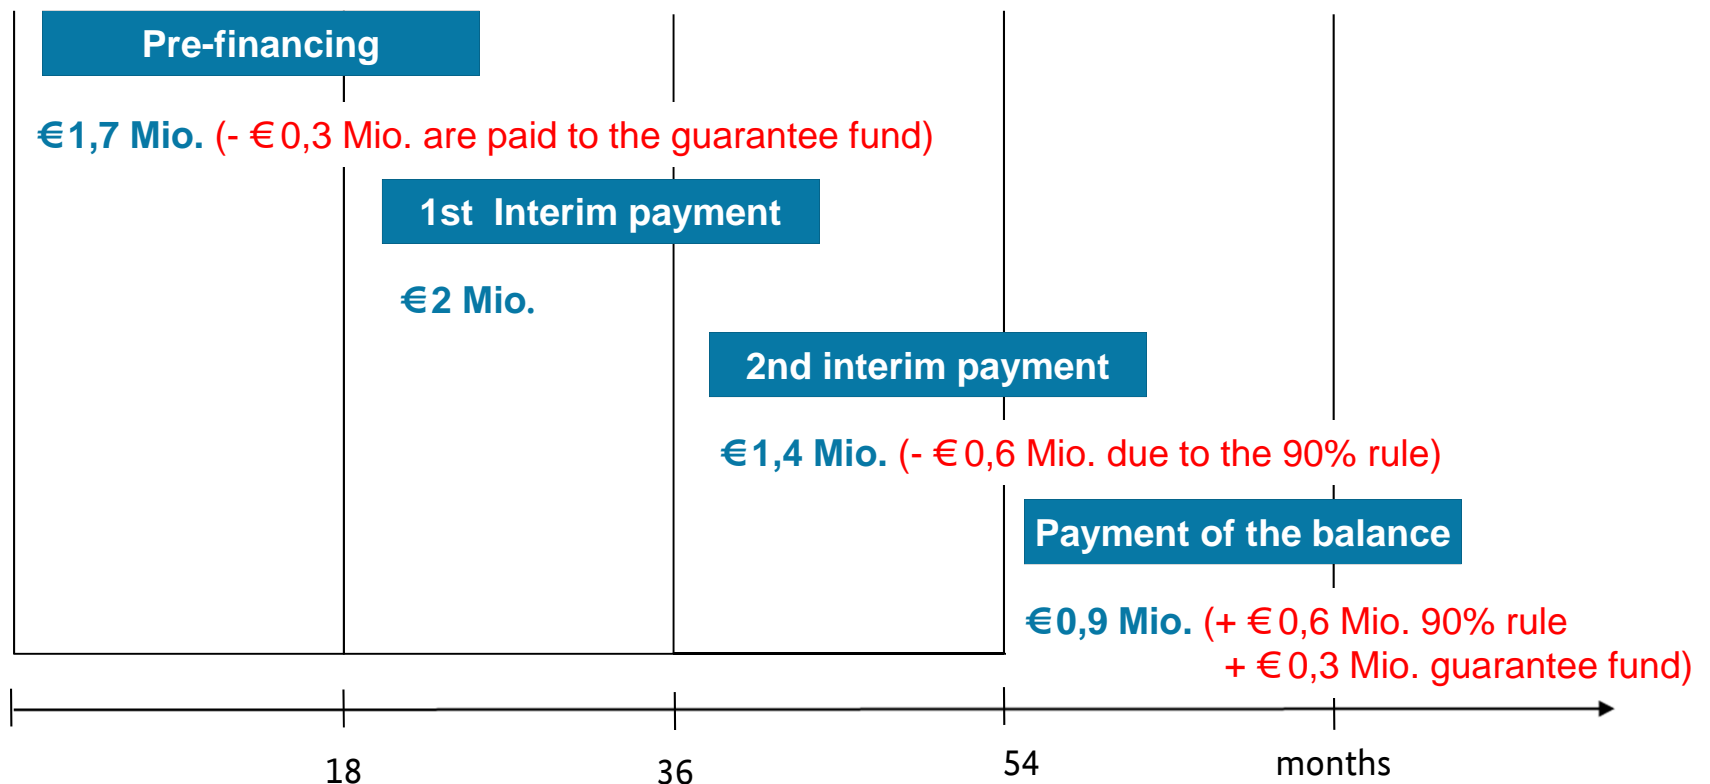 Pre-financing
€1,7 Mio. (- €0,3 Mio. are paid to the guarantee fund)
1st Interim payment
€2 Mio.
2nd interim payment
€1,4 Mio. (- €0,6 Mio. due to the 90% rule)
Payment of the balance
€0,9 Mio. (+ €0,6 Mio. 90% rule
+ €0,3 Mio. guarantee fund)
18 36 54 months